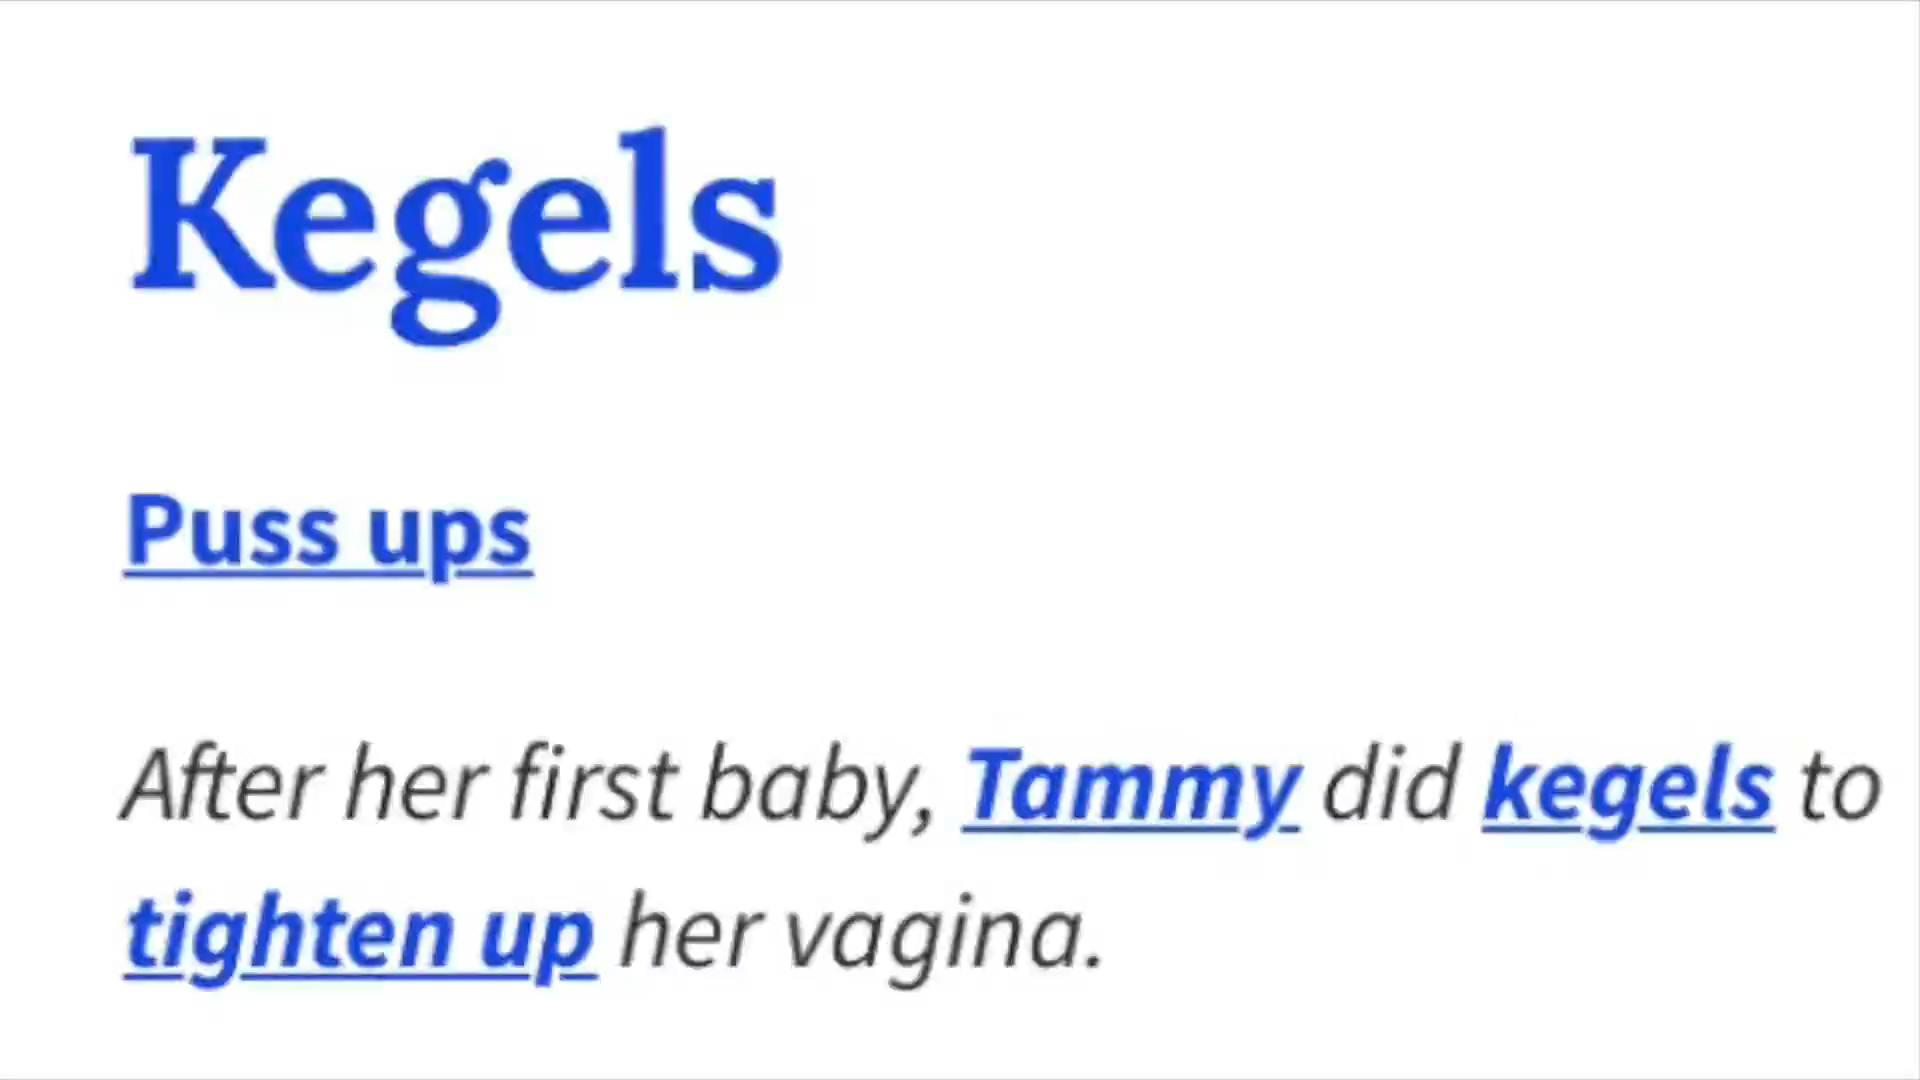 Kegels
Puss ups
After her first baby, Tammy did kegels to
tighten up her vagina.